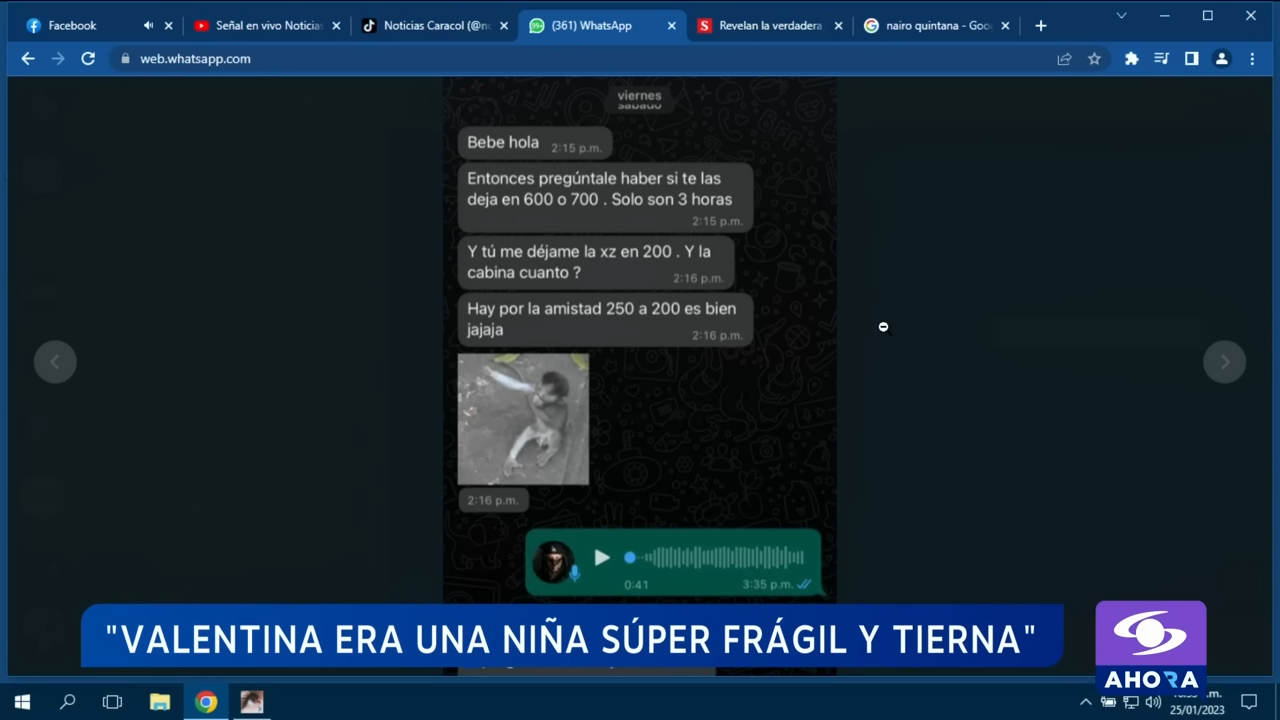 Facebook
Señal en vivo Noticias
Noticias Caracol (@no
(361) WhatsApp
Revelan la verdadera
nairo quintana - Goo
web.whatsapp.com
viernes
sábado
Bebe hola 2:15 p.m.
Entonces pregúntale haber si te las
deja en 600 o 700 . Solo son 3 horas
2:15 p.m.
Y tú me déjame la xz en 200 . Y la
cabina cuanto ?
2:16 p.m.
Hay por la amistad 250 a 200 es bien
jajaja
2:16 p.m.
2:16 p.m.
0:41 3:35 p.m.
"VALENTINA ERA UNA NIÑA SÚPER FRÁGIL Y TIERNA"
AHORA
25/01/2023